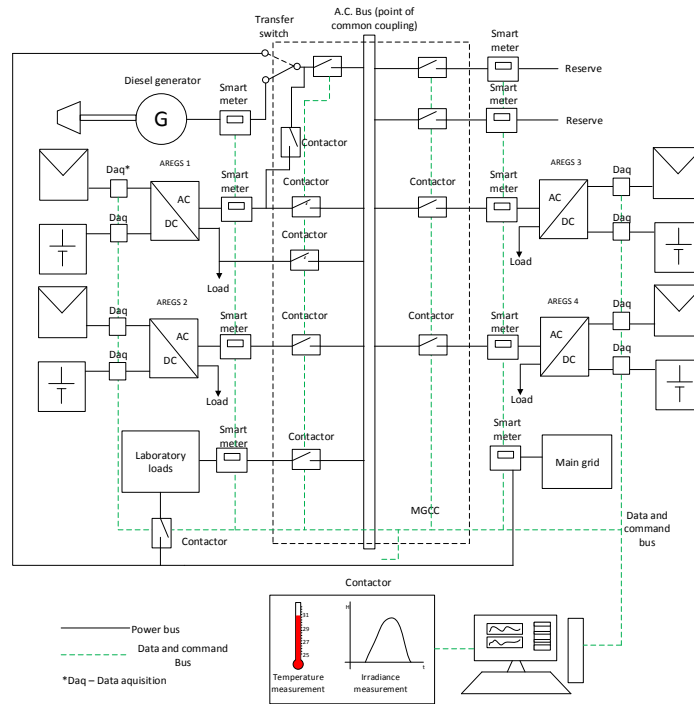 A.C. Bus (point of
common coupling)
Transfer
switch
Smart
meter
Reserve
Diesel generator
Smart
meter
G
Smart
meter
Reserve
Contactor
Daq*
AREGS 1
Smart
meter
Contactor
Contactor
Smart
meter
AREGS 3
Daq
AC
DC
AC
DC
Daq
Daq
Contactor
Load
Load
AREGS 2
Daq
Smart
meter
Contactor
Contactor
Smart
meter
AREGS 4
Daq
AC
DC
AC
DC
Daq
Daq
Load
Load
Smart
meter
Contactor
Smart
meter
Laboratory
loads
Main grid
MGCC
Data and
command
bus
Contactor
Contactor
H
31
29
27
25
t
Temperature
measurement
Irradiance
measurement
Power bus
Data and command
Bus
*Daq – Data aquisition